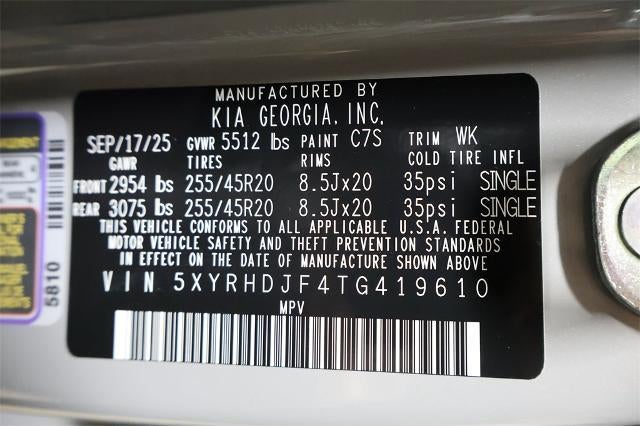 MANUFACTURED BY
KIA GEORGIA, INC.
SEP/17/25 GVWR 5512 lbs PAINT C7S TRIM WK
GAWR TIRES RIMS COLD TIRE INFL
FRONT 2954 lbs 255/45R20 8.5Jx20 35psi SINGLE
REAR 3075 lbs 255/45R20 8.5Jx20 35psi SINGLE
THIS VEHICLE CONFORMS TO ALL APPLICABLE U.S.A. FEDERAL
MOTOR VEHICLE SAFETY AND THEFT PREVENTION STANDARDS
IN EFFECT ON THE DATE OF MANUFACTURE SHOWN ABOVE
VIN 5XYRHDJF4TG419610
MPV
5810